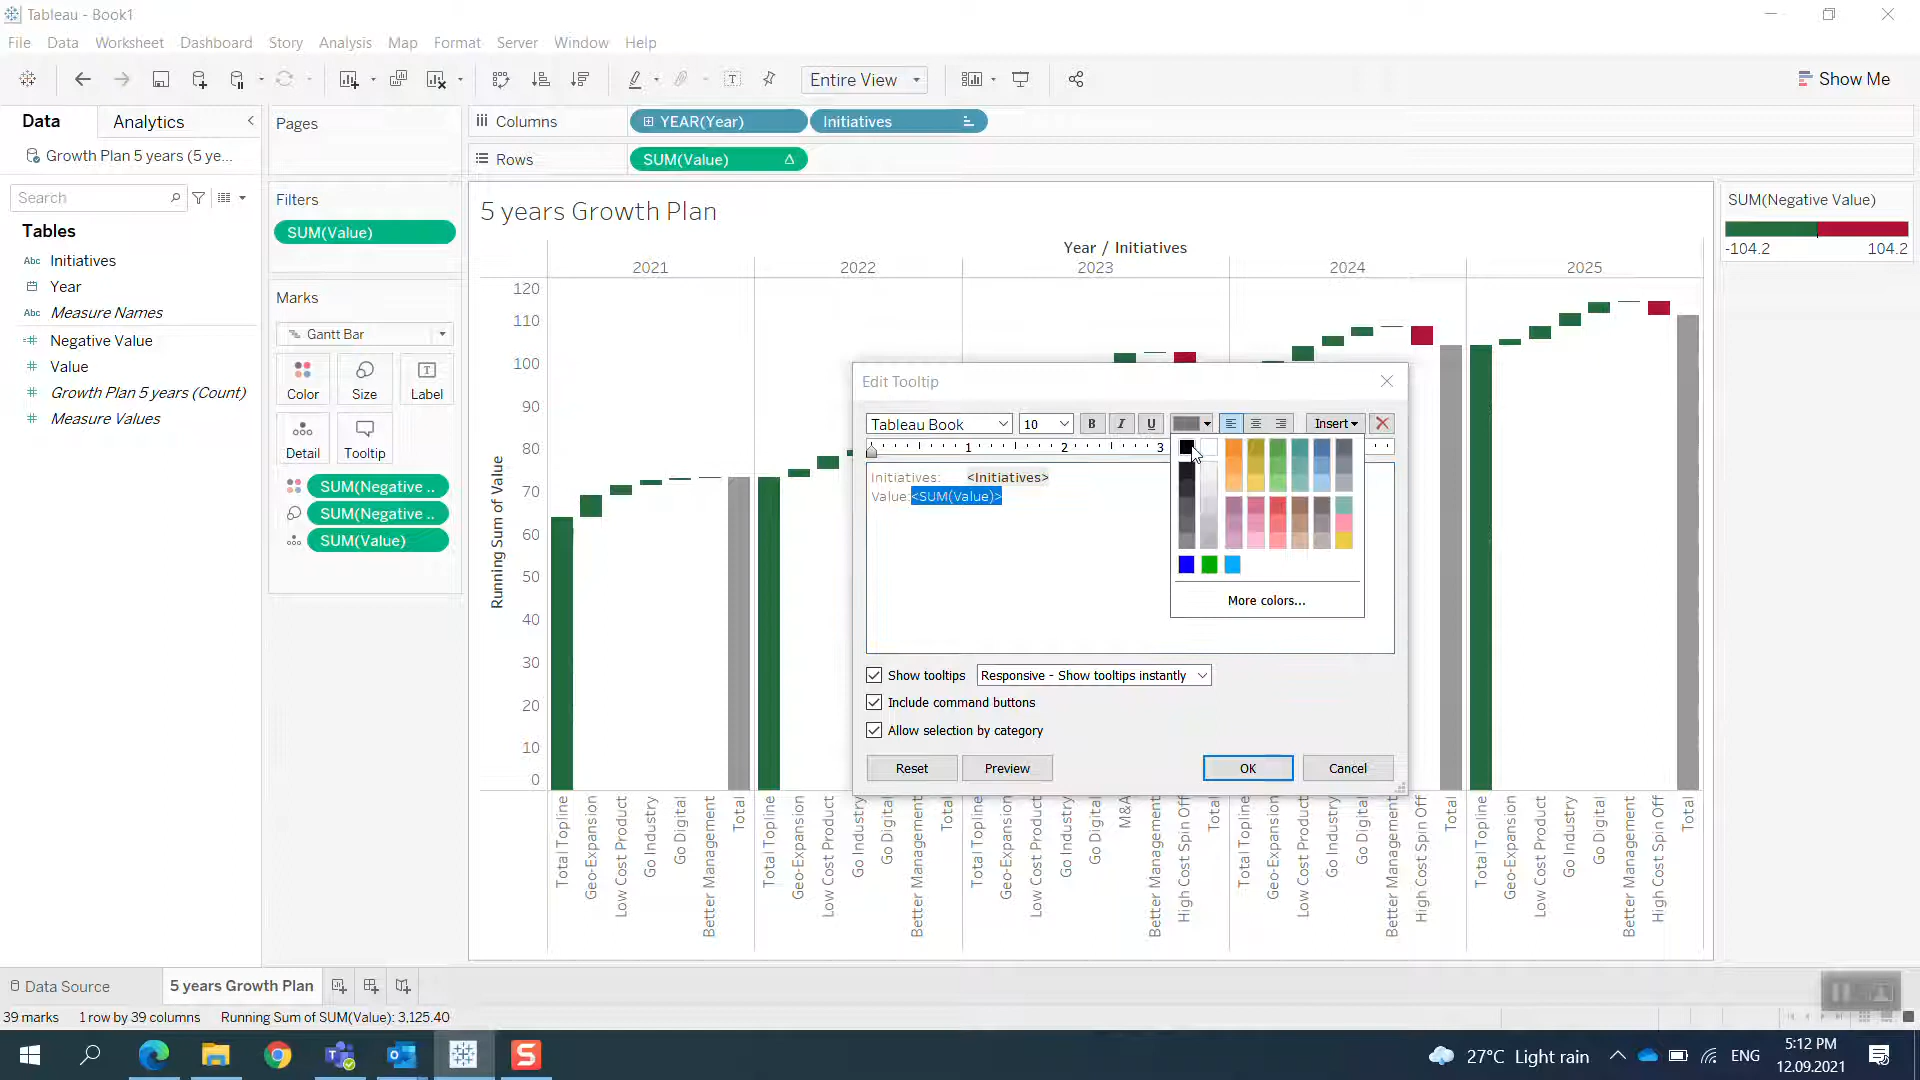 Tableau - Book1
File Data Worksheet Dashboard Story Analysis Map Format Server Window Help
Entire View
Show Me
Data
Analytics
Growth Plan 5 years (5 ye...
Search
Tables
Abc Initiatives
Year
Abc Measure Names
Negative Value
Value
Growth Plan 5 years (Count)
Measure Values
Pages
Filters
SUM(Value)
Marks
Gantt Bar
Color
Size
Label
Detail
Tooltip
SUM(Negative ..
SUM(Negative ..
SUM(Value)
Columns
YEAR(Year)
Initiatives
Rows
SUM(Value)
5 years Growth Plan
Year / Initiatives
2021 2022 2023 2024 2025
Running Sum of Value
120
110
100
90
80
70
60
50
40
30
20
10
0
Total Topline
Geo-Expansion
Low Cost Product
Go Industry
Go Digital
Better Management
Total
Total Topline
Geo-Expansion
Low Cost Product
Go Industry
Go Digital
Better Management
Total
Total Topline
Geo-Expansion
Low Cost Product
Go Industry
Go Digital
M&A
Better Management
High Cost Spin Off
Total
Total Topline
Geo-Expansion
Low Cost Product
Go Industry
Go Digital
Better Management
High Cost Spin Off
Total
Total Topline
Geo-Expansion
Low Cost Product
Go Industry
Go Digital
Better Management
High Cost Spin Off
Total
SUM(Negative Value)
-104.2 104.2
Edit Tooltip
Tableau Book
10
B I U
Insert
1 2 3
Initiatives: <Initiatives>
Value:<SUM(Value)>
More colors...
Show tooltips
Responsive - Show tooltips instantly
Include command buttons
Allow selection by category
Reset
Preview
OK
Cancel
Data Source
5 years Growth Plan
39 marks 1 row by 39 columns Running Sum of SUM(Value): 3,125.40
27°C Light rain
ENG
5:12 PM
12.09.2021